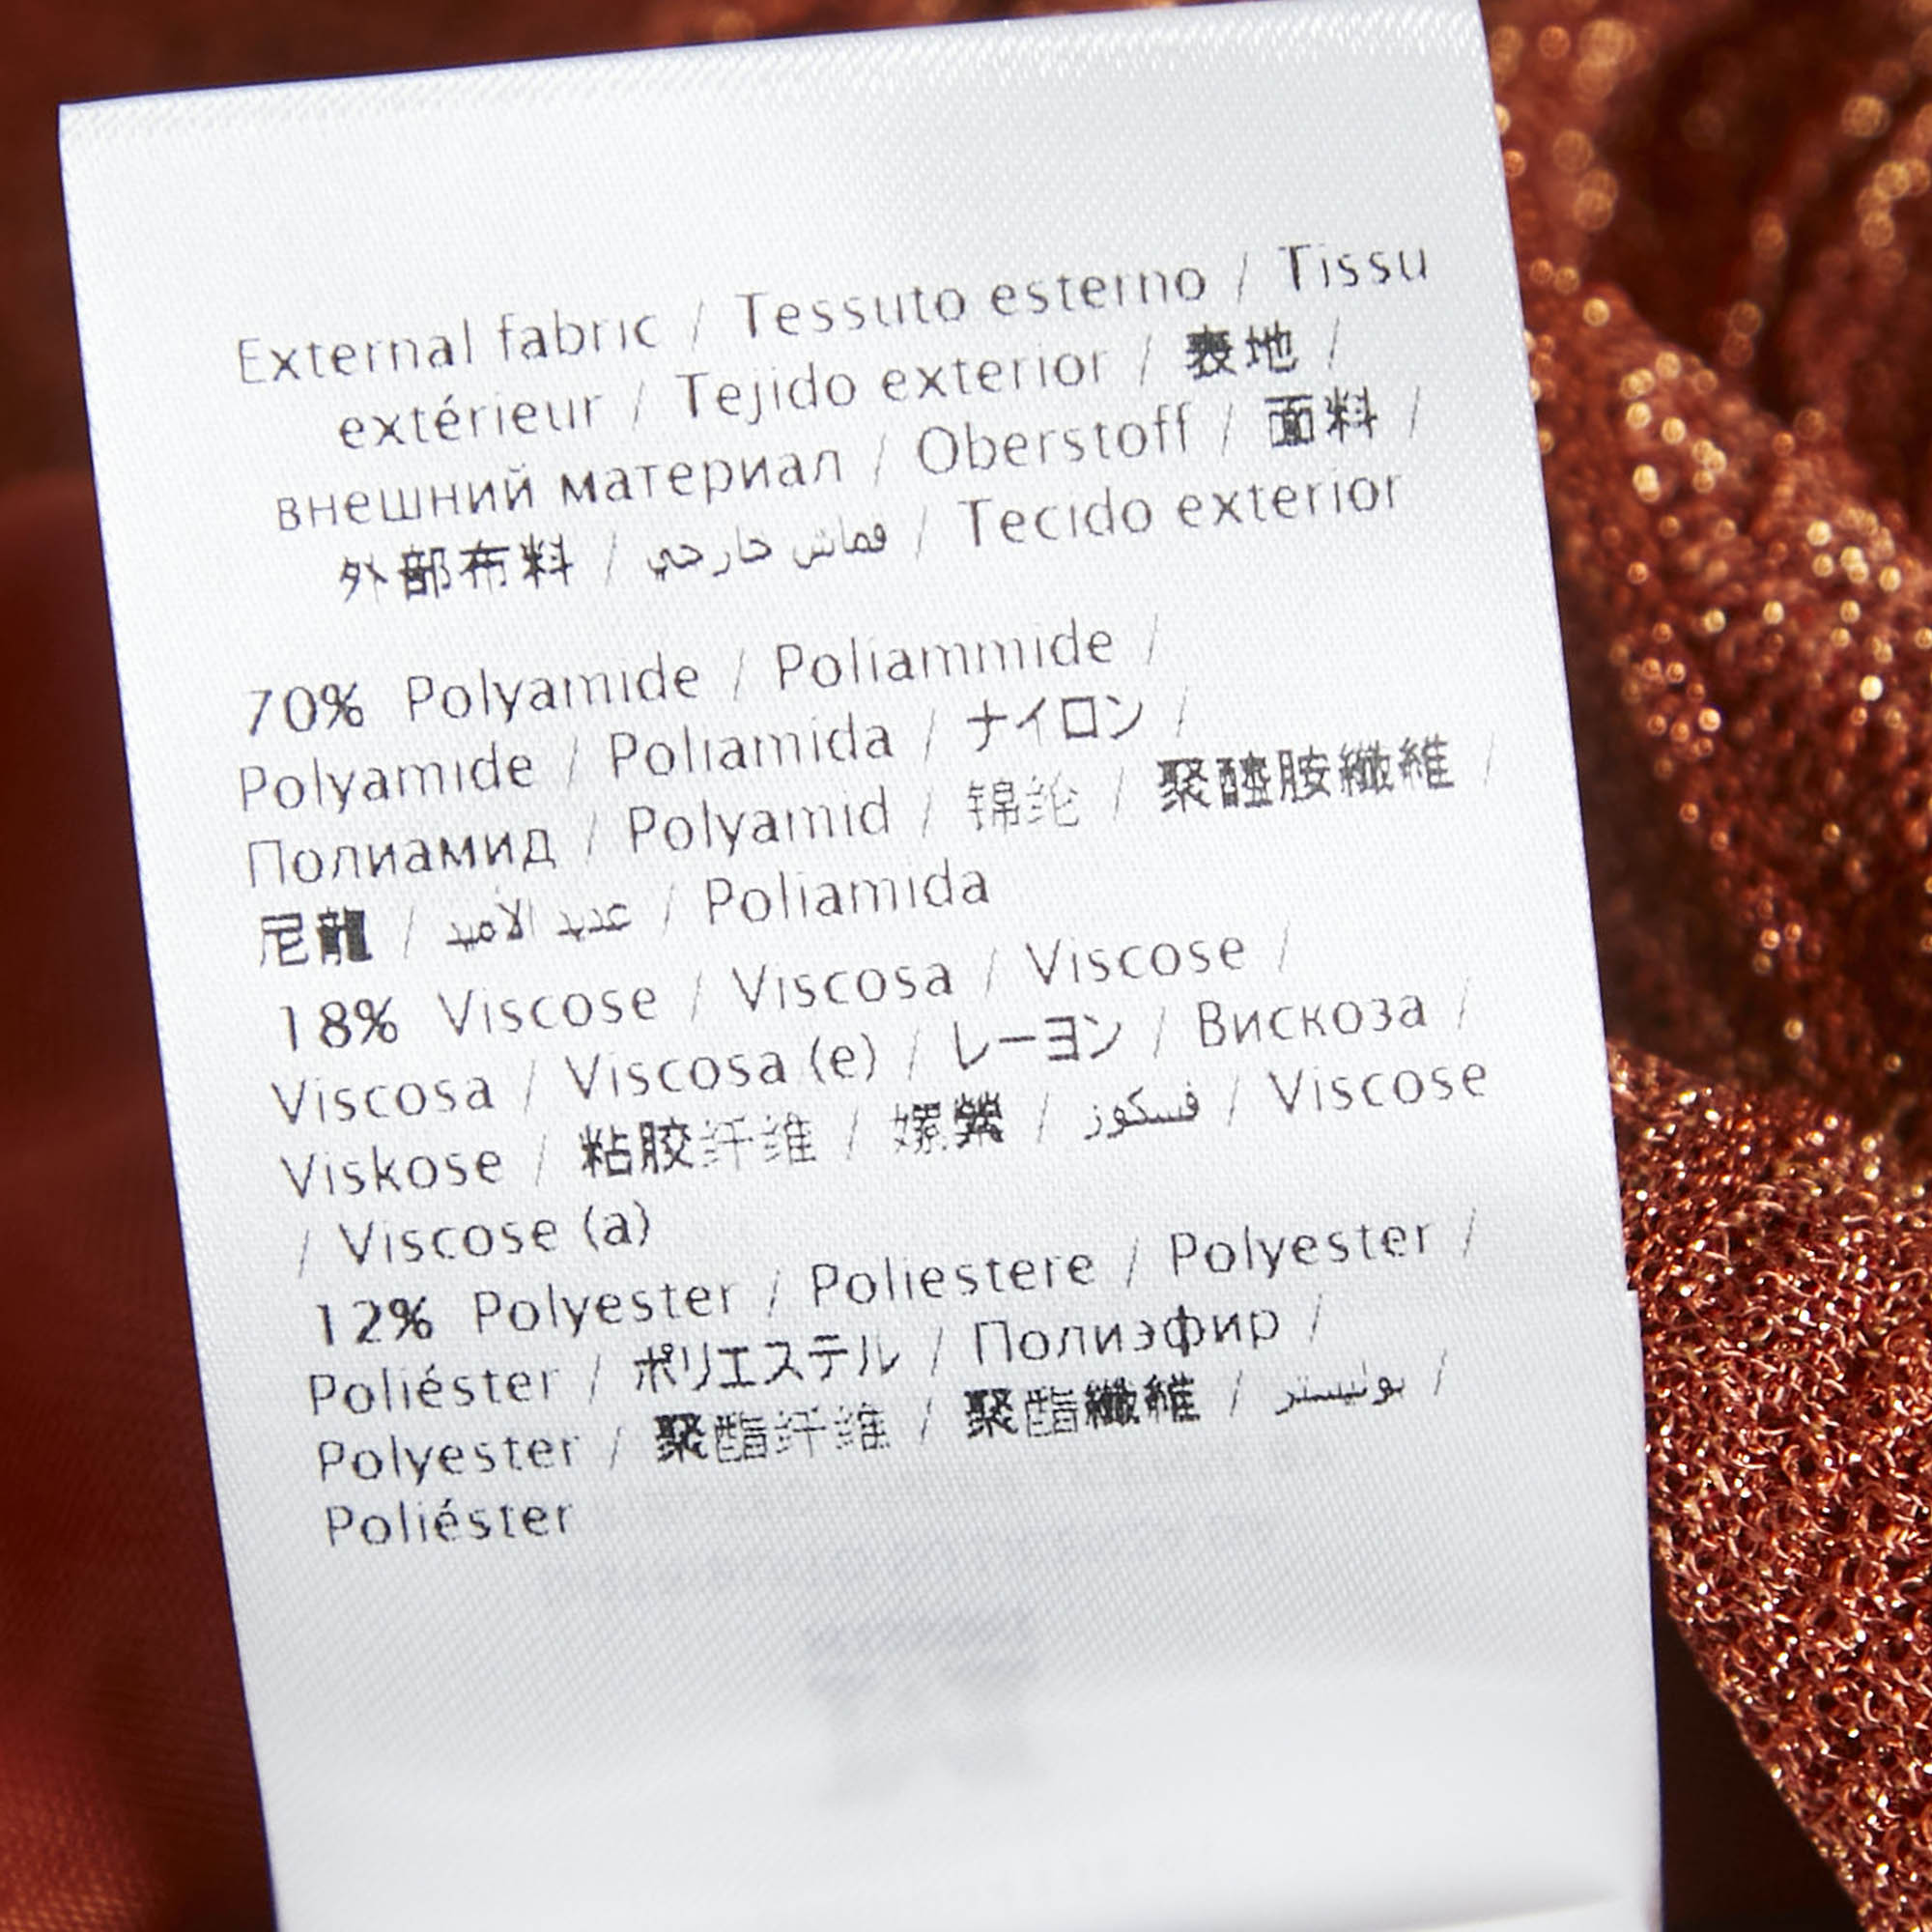 External fabric / Tessuto esterno / Tissu
extérieur / Tejido exterior / 表地 /
внешний материал / Oberstoff / 面料 /
外部布料 / قماش خارجي / Tecido exterior
70% Polyamide / Poliammide /
Polyamide / Poliamida / ナイロン /
Полиамид / Polyamid / 锦纶 / 聚醯胺纖維 /
尼龍 / عديد الأميد / Poliamida
18% Viscose / Viscosa / Viscose /
Viscosa / Viscosa (e) / レーヨン / Вискоза /
Viskose / 粘胶纤维 / 嫘縈 / فسكوز / Viscose
/ Viscose (a)
12% Polyester / Poliestere / Polyester /
Poliéster / ポリエステル / Полиэфир /
Polyester / 聚酯纤维 / 聚酯纖維 / بوليستر /
Poliéster